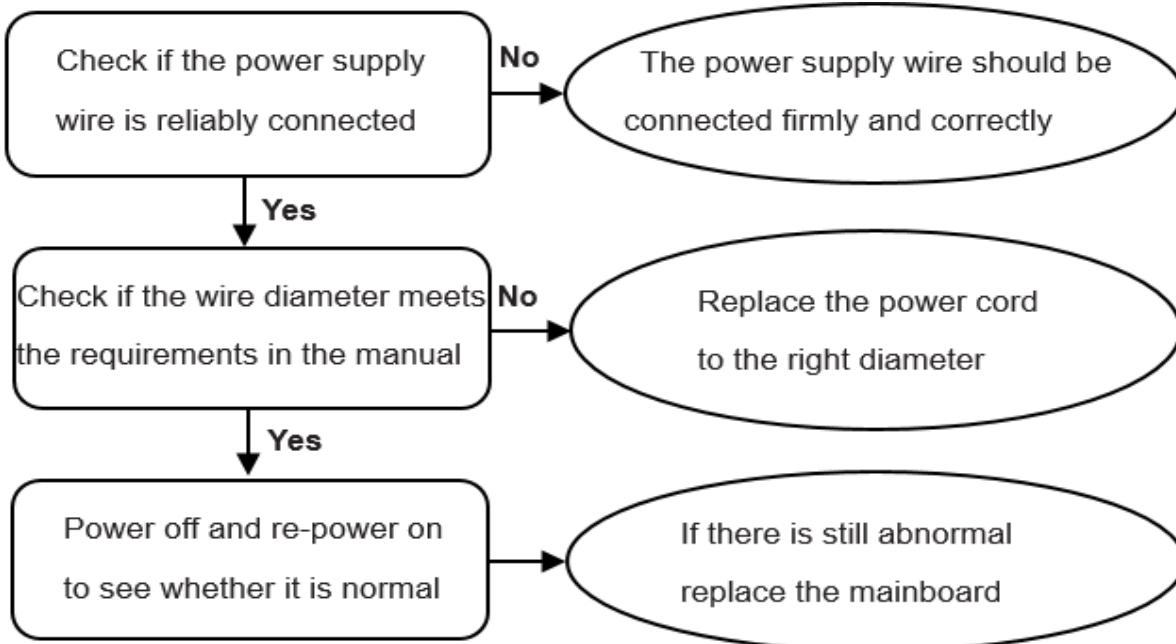 Check if the power supply
wire is reliably connected
No
The power supply wire should be
connected firmly and correctly
Yes
Check if the wire diameter meets
the requirements in the manual
No
Replace the power cord
to the right diameter
Yes
Power off and re-power on
to see whether it is normal
If there is still abnormal
replace the mainboard